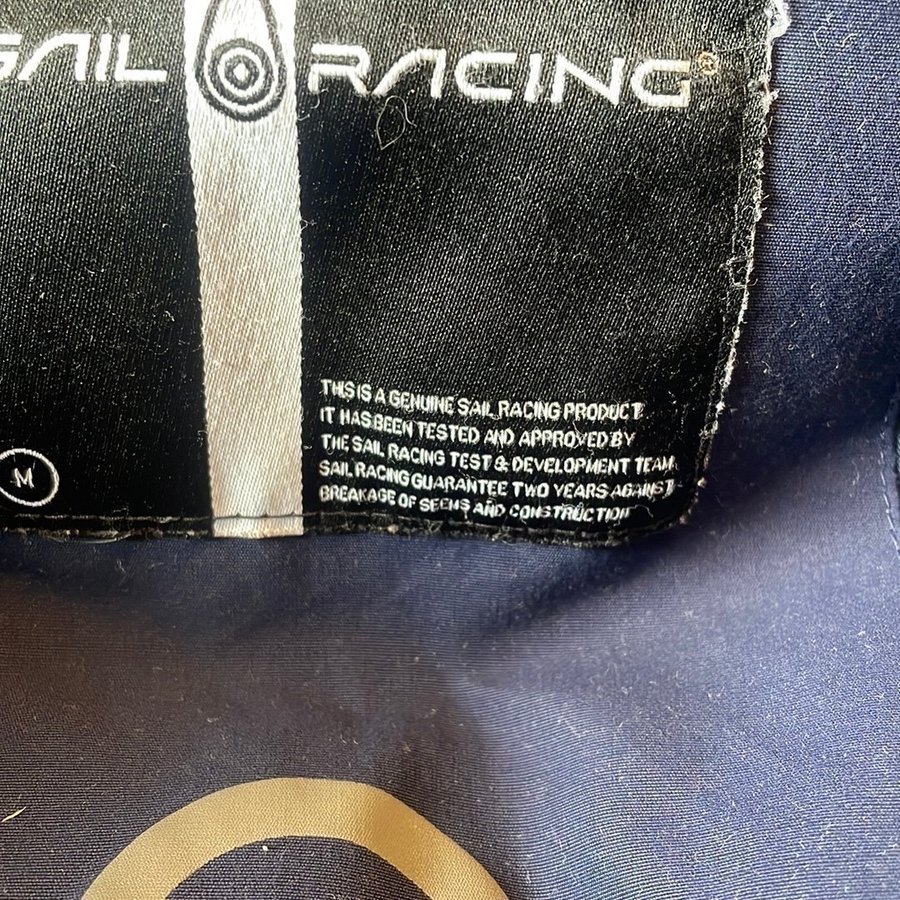 SAIL RACING®
THIS IS A GENUINE SAIL RACING PRODUCT
IT HAS BEEN TESTED AND APPROVED BY
THE SAIL RACING TEST & DEVELOPMENT TEAM
SAIL RACING GUARANTEE TWO YEARS AGAINST
BREAKAGE OF SEEMS AND CONSTRUCTION
M